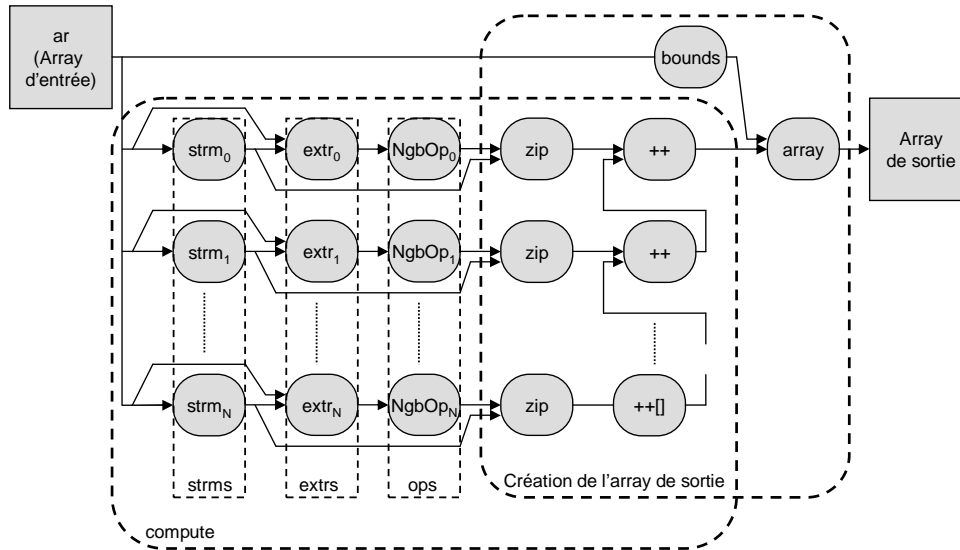 ar
(Array
d'entrée)
bounds
strm0
extr0
NgbOp0
zip
++
array
Array
de sortie
strm1
extr1
NgbOp1
zip
++
strmN
extrN
NgbOpN
zip
++[]
strms
extrs
ops
Création de l'array de sortie
compute